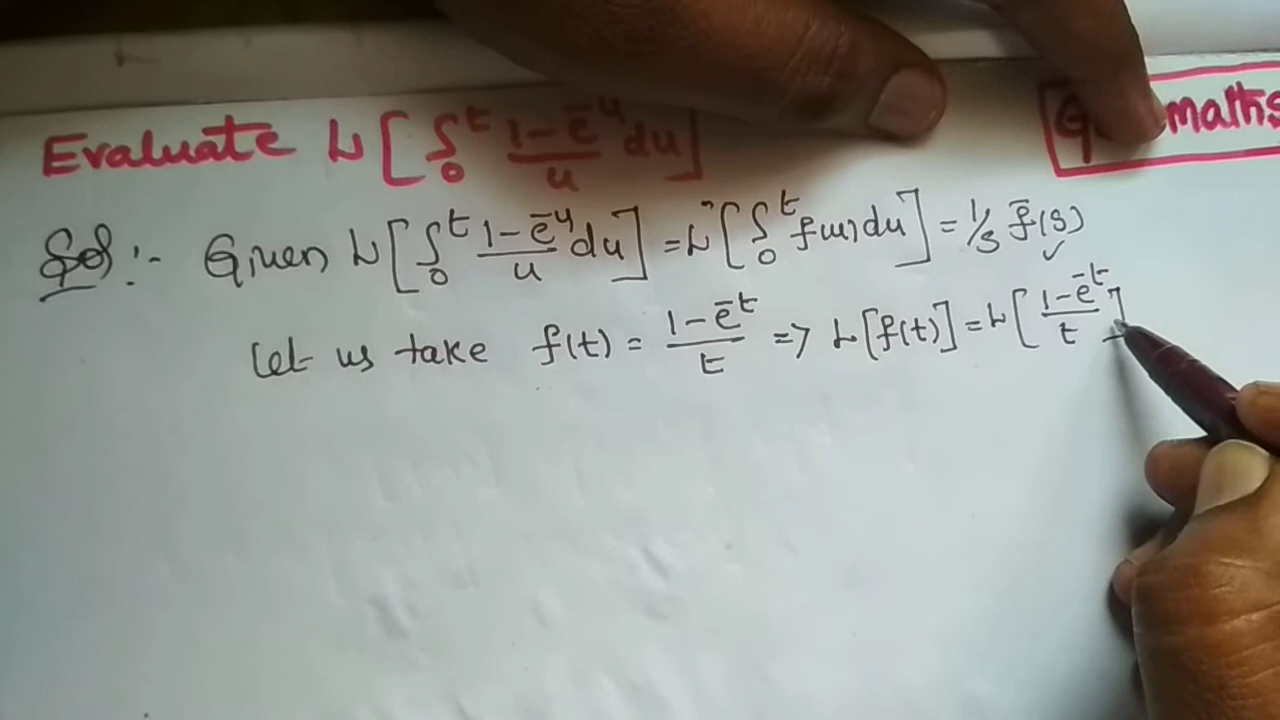 Evaluate L[∫₀ᵗ (1-e⁻ᵘ)/u du]
maths
Sol:- Given L[∫₀ᵗ (1-e⁻ᵘ)/u du] = L[∫₀ᵗ f(u) du] = 1/s f̄(s)
Let us take f(t) = (1-e⁻ᵗ)/t => L[f(t)] = L[(1-e⁻ᵗ)/t]